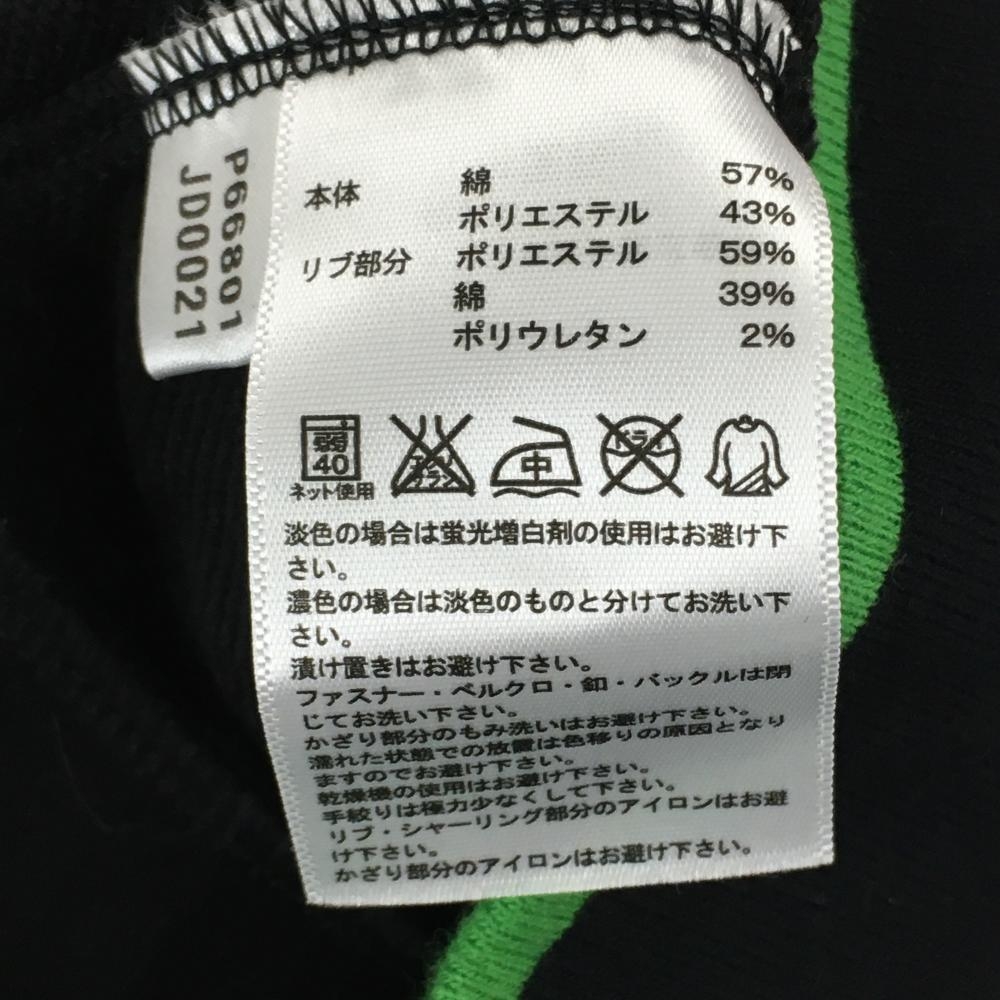 P66801
JD0021
本体 綿 57%
ポリエステル 43%
リブ部分 ポリエステル 59%
綿 39%
ポリウレタン 2%
弱
40
ネット使用
エンソ
サラシ
中
ドライ
淡色の場合は蛍光増白剤の使用はお避け下
さい。
濃色の場合は淡色のものと分けてお洗い下
さい。
漬け置きはお避け下さい。
ファスナー・ベルクロ・釦・バックルは閉
じてお洗い下さい。
かざり部分のもみ洗いはお避け下さい。
濡れた状態での放置は色移りの原因となり
ますのでお避け下さい。
乾燥機の使用はお避け下さい。
手絞りは極力少なくして下さい。
リブ・シャーリング部分のアイロンはお避
け下さい。
かざり部分のアイロンはお避け下さい。